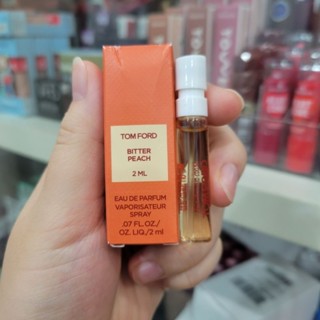 TOM FORD
BITTER
PEACH
2 ML
EAU DE PARFUM
VAPORISATEUR
SPRAY
.07 FL.OZ./
OZ. LIQ./2 ml